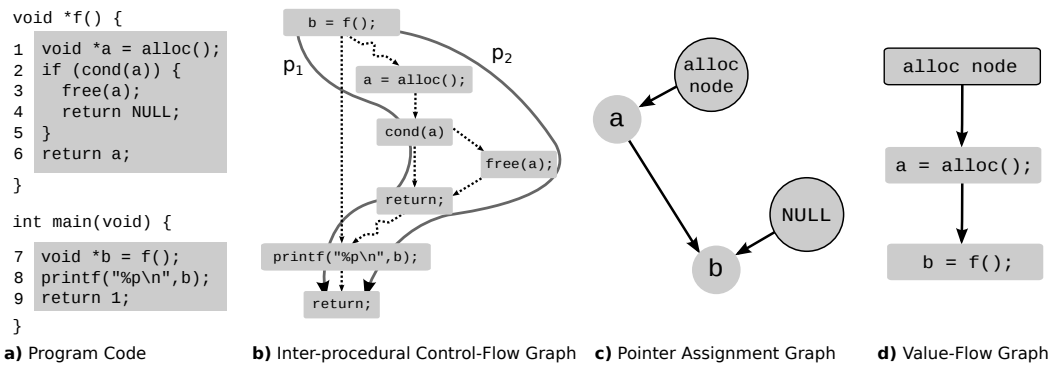 void *f() {
1 void *a = alloc();
2 if (cond(a)) {
3 free(a);
4 return NULL;
5 }
6 return a;
}
int main(void) {
7 void *b = f();
8 printf("%p\n",b);
9 return 1;
}
a) Program Code
b = f();
p1
p2
a = alloc();
cond(a)
free(a);
return;
printf("%p\n",b);
return;
b) Inter-procedural Control-Flow Graph
alloc
node
a
NULL
b
c) Pointer Assignment Graph
alloc node
a = alloc();
b = f();
d) Value-Flow Graph